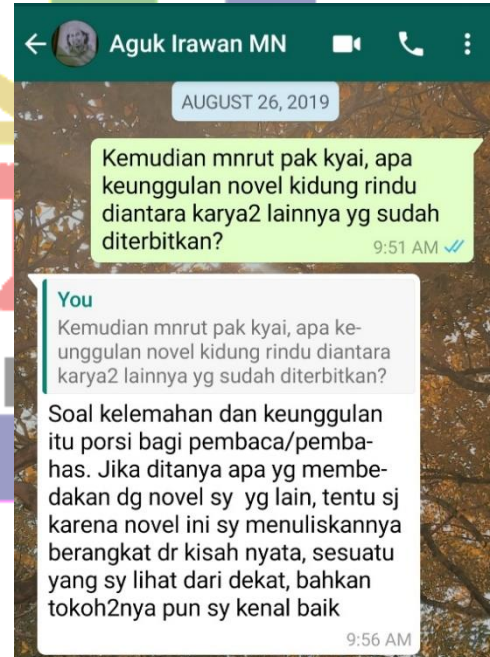 Aguk Irawan MN
AUGUST 26, 2019
Kemudian mnrut pak kyai, apa
keunggulan novel kidung rindu
diantara karya2 lainnya yg sudah
diterbitkan?
9:51 AM
You
Kemudian mnrut pak kyai, apa ke-
unggulan novel kidung rindu diantara
karya2 lainnya yg sudah diterbitkan?
Soal kelemahan dan keunggulan
itu porsi bagi pembaca/pemba-
has. Jika ditanya apa yg membe-
dakan dg novel sy yg lain, tentu sj
karena novel ini sy menuliskannya
berangkat dr kisah nyata, sesuatu
yang sy lihat dari dekat, bahkan
tokoh2nya pun sy kenal baik
9:56 AM